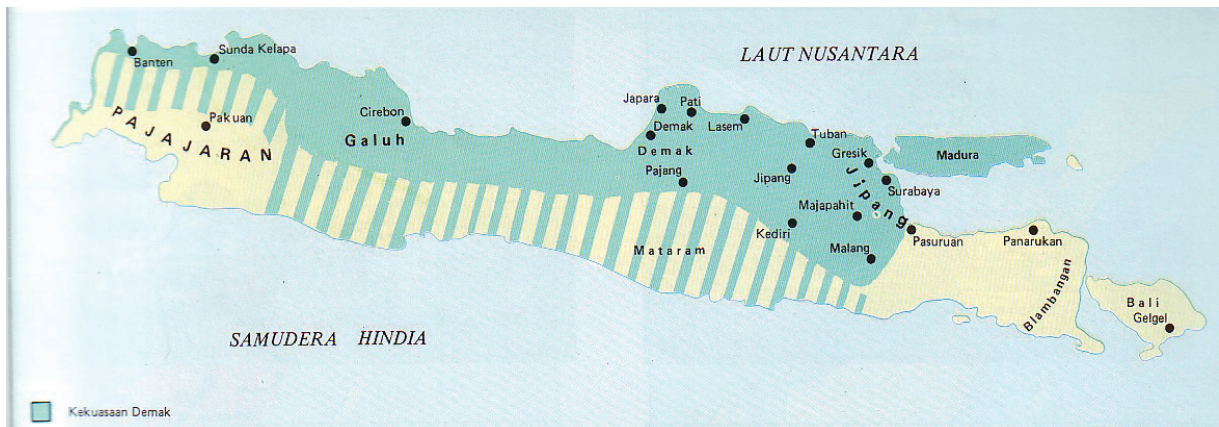 LAUT NUSANTARA
Banten
Sunda Kelapa
Pakuan
PAJAJARAN
Cirebon
Galuh
Japara
Pati
Demak
Demak
Lasem
Pajang
Tuban
Gresik
Madura
Jipang
Jipang
Surabaya
Majapahit
Kediri
Malang
Mataram
Pasuruan
Panarukan
Blambangan
Bali
Gelgel
SAMUDERA HINDIA
Kekuasaan Demak